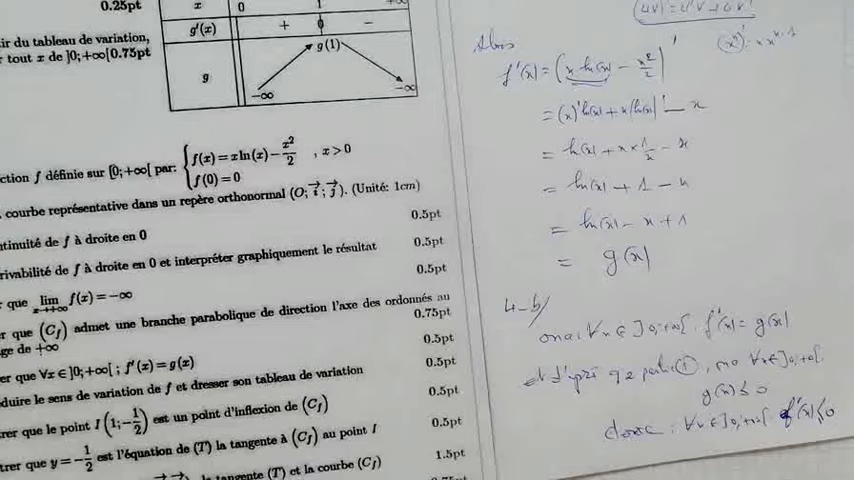 0.25pt
x 0 1 +∞
g'(x) + 0 −
g −∞ g(1) −∞
ir du tableau de variation,
tout x de ]0;+∞[ 0.75pt
ction f définie sur [0;+∞[ par: { f(x) = x ln(x) − x²/2 , x > 0
f(0) = 0
courbe représentative dans un repère orthonormal (O; i; j). (Unité: 1cm)
ntinuité de f à droite en 0 0.5pt
rivabilité de f à droite en 0 et interpréter graphiquement le résultat 0.5pt
er que lim x→+∞ f(x) = −∞ 0.5pt
er que (Cf) admet une branche parabolique de direction l'axe des ordonnés au
ge de +∞ 0.75pt
er que ∀x ∈ ]0;+∞[ ; f'(x) = g(x) 0.5pt
duire le sens de variation de f et dresser son tableau de variation 0.5pt
trer que le point I (1; −1/2) est un point d'inflexion de (Cf) 0.5pt
trer que y = −1/2 est l'équation de (T) la tangente à (Cf) au point I 0.5pt
la tangente (T) et la courbe (Cf) 1.5pt
Alors
f'(x) = (x ln(x) − x²/2)'
= (x)' ln(x) + x (ln(x))' − x
= ln(x) + x × 1/x − x
= ln(x) + 1 − x
= ln(x) − x + 1
= g(x)
4-b/
on a: ∀x ∈ ]0,+∞[ f'(x) = g(x)
partie ①, ∀x ∈ ]0,+∞[
g(x) ≤ 0
donc : ∀x ∈ ]0,+∞[ f'(x) ≤ 0